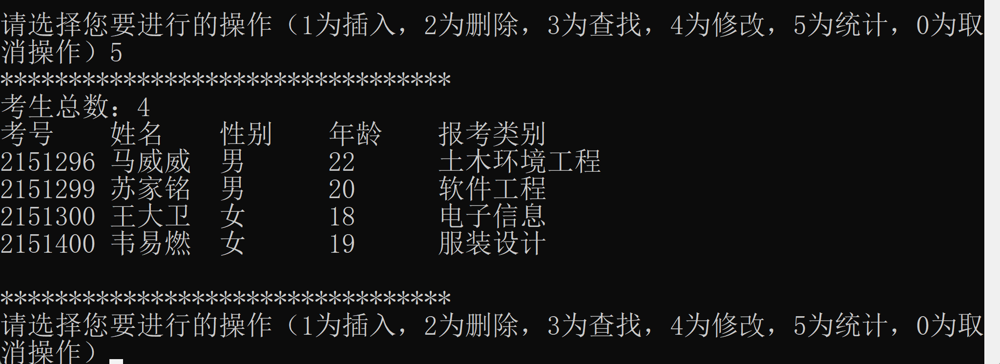 请选择您要进行的操作（1为插入，2为删除，3为查找，4为修改，5为统计，0为取
消操作）5
*********************************
考生总数：4
考号 姓名 性别 年龄 报考类别
2151296 马威威 男 22 土木环境工程
2151299 苏家铭 男 20 软件工程
2151300 王大卫 女 18 电子信息
2151400 韦易燃 女 19 服装设计
*********************************
请选择您要进行的操作（1为插入，2为删除，3为查找，4为修改，5为统计，0为取
消操作）